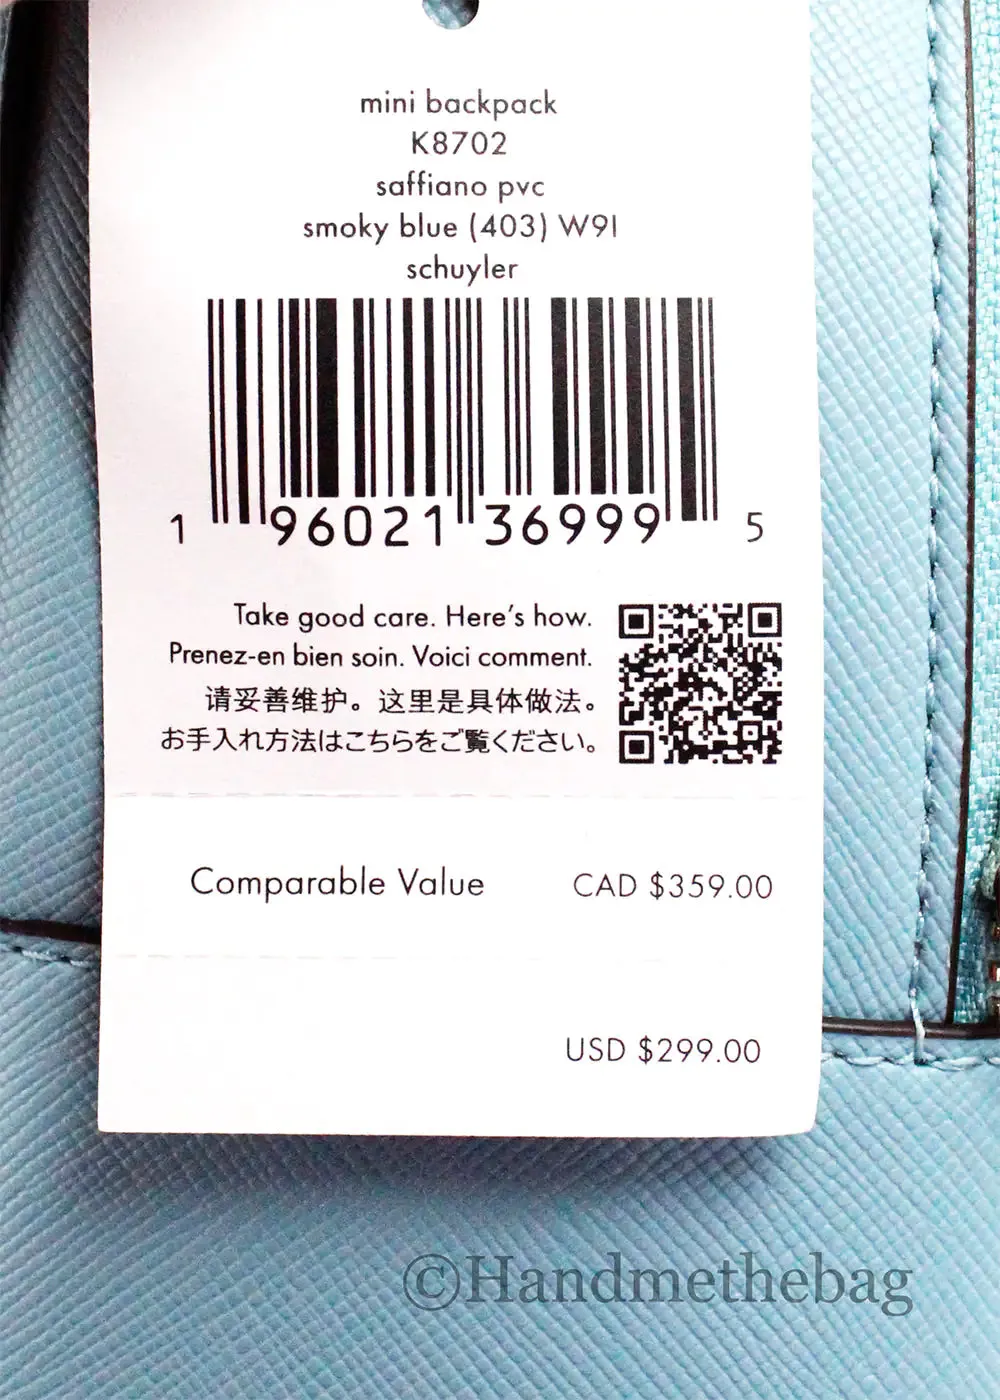 mini backpack
K8702
saffiano pvc
smoky blue (403) W9I
schuyler
1 96021 36999 5
Take good care. Here's how.
Prenez-en bien soin. Voici comment.
请妥善维护。这里是具体做法。
お手入れ方法はこちらをご覧ください。
Comparable Value CAD $359.00
USD $299.00
©Handmethebag